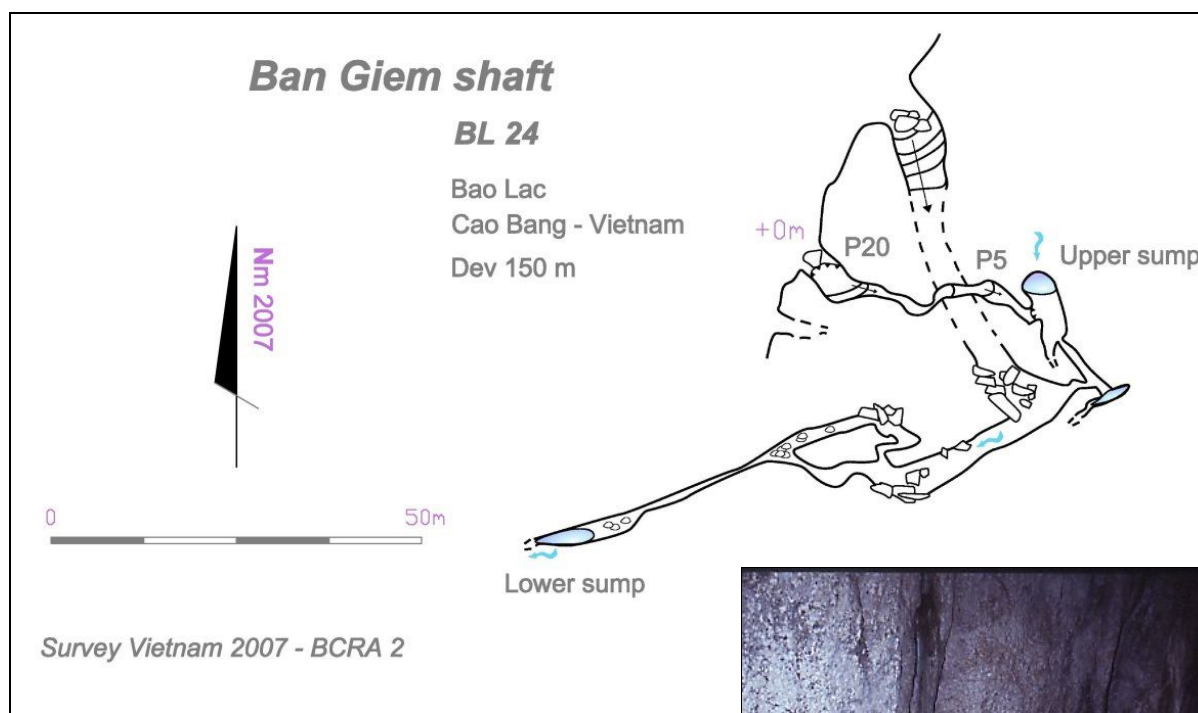 Ban Giem shaft
BL 24
Bao Lac
Cao Bang - Vietnam
Dev 150 m
+0m
P20
P5
Upper sump
Nm 2007
0
50m
Lower sump
Survey Vietnam 2007 - BCRA 2